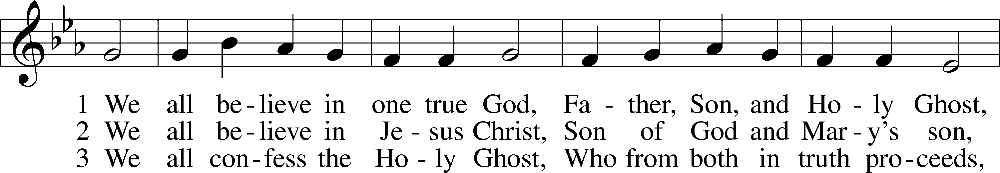 1 We all be - lieve in one true God, Fa - ther, Son, and Ho - ly Ghost,
2 We all be - lieve in Je - sus Christ, Son of God and Mar - y's son,
3 We all con - fess the Ho - ly Ghost, Who from both in truth pro - ceeds,